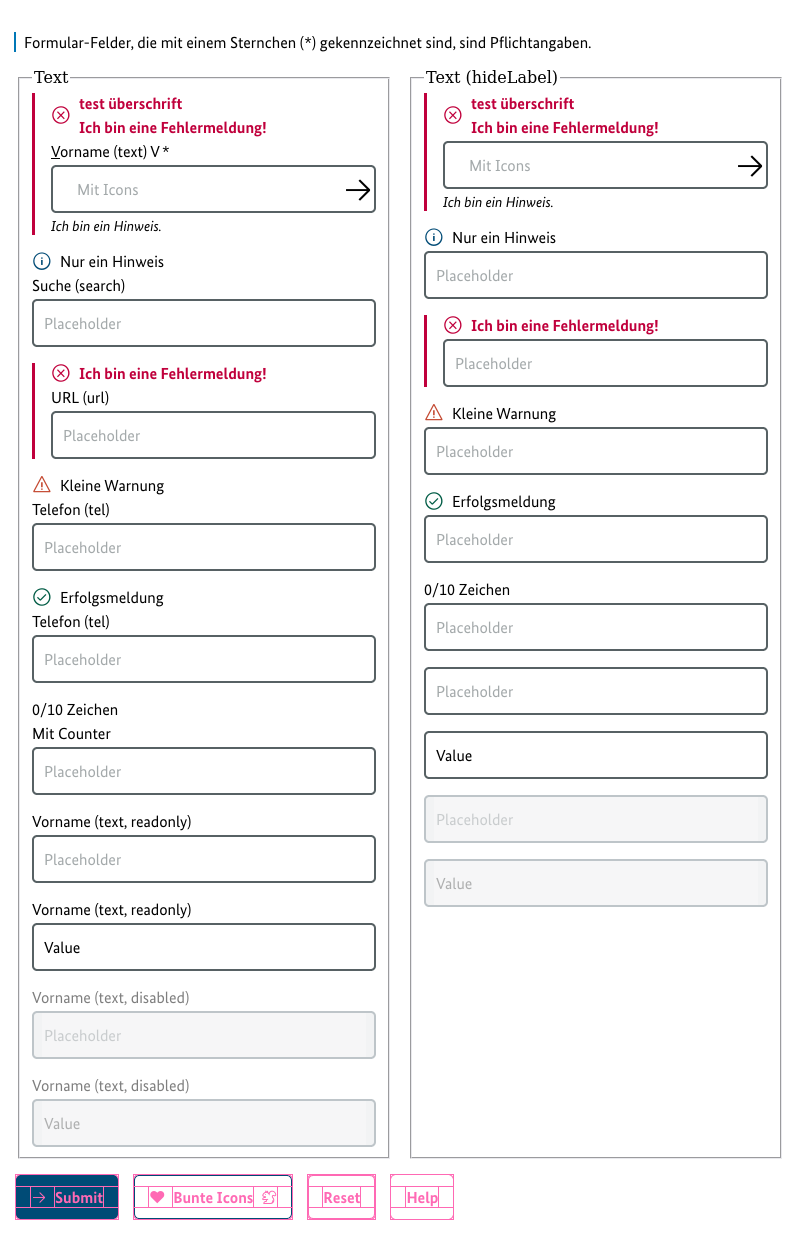 Formular-Felder, die mit einem Sternchen (*) gekennzeichnet sind, sind Pflichtangaben.
Text
test überschrift
Ich bin eine Fehlermeldung!
Vorname (text) V *
Mit Icons
Ich bin ein Hinweis.
Nur ein Hinweis
Suche (search)
Placeholder
Ich bin eine Fehlermeldung!
URL (url)
Placeholder
Kleine Warnung
Telefon (tel)
Placeholder
Erfolgsmeldung
Telefon (tel)
Placeholder
0/10 Zeichen
Mit Counter
Placeholder
Vorname (text, readonly)
Placeholder
Vorname (text, readonly)
Value
Vorname (text, disabled)
Placeholder
Vorname (text, disabled)
Value
Text (hideLabel)
test überschrift
Ich bin eine Fehlermeldung!
Mit Icons
Ich bin ein Hinweis.
Nur ein Hinweis
Placeholder
Ich bin eine Fehlermeldung!
Placeholder
Kleine Warnung
Placeholder
Erfolgsmeldung
Placeholder
0/10 Zeichen
Placeholder
Placeholder
Value
Placeholder
Value
Submit
Bunte Icons
Reset
Help